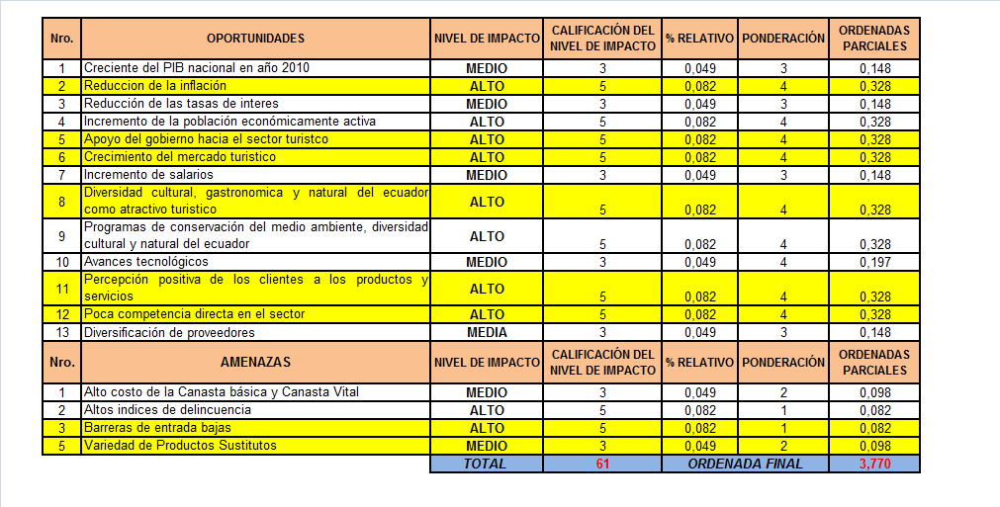 Nro. OPORTUNIDADES NIVEL DE IMPACTO CALIFICACIÓN DEL NIVEL DE IMPACTO % RELATIVO PONDERACIÓN ORDENADAS PARCIALES
1 Creciente del PIB nacional en año 2010 MEDIO 3 0,049 3 0,148
2 Reduccion de la inflación ALTO 5 0,082 4 0,328
3 Reducción de las tasas de interes MEDIO 3 0,049 3 0,148
4 Incremento de la población económicamente activa ALTO 5 0,082 4 0,328
5 Apoyo del gobierno hacia el sector turistco ALTO 5 0,082 4 0,328
6 Crecimiento del mercado turistico ALTO 5 0,082 4 0,328
7 Incremento de salarios MEDIO 3 0,049 3 0,148
8 Diversidad cultural, gastronomica y natural del ecuador
como atractivo turistico ALTO 5 0,082 4 0,328
9 Programas de conservación del medio ambiente, diversidad
cultural y natural del ecuador ALTO 5 0,082 4 0,328
10 Avances tecnológicos MEDIO 3 0,049 4 0,197
11 Percepción positiva de los clientes a los productos y
servicios ALTO 5 0,082 4 0,328
12 Poca competencia directa en el sector ALTO 5 0,082 4 0,328
13 Diversificación de proveedores MEDIA 3 0,049 3 0,148
Nro. AMENAZAS NIVEL DE IMPACTO CALIFICACIÓN DEL NIVEL DE IMPACTO % RELATIVO PONDERACIÓN ORDENADAS PARCIALES
1 Alto costo de la Canasta básica y Canasta Vital MEDIO 3 0,049 2 0,098
2 Altos indices de delincuencia ALTO 5 0,082 1 0,082
3 Barreras de entrada bajas ALTO 5 0,082 1 0,082
5 Variedad de Productos Sustitutos MEDIO 3 0,049 2 0,098
TOTAL 61 ORDENADA FINAL 3,770